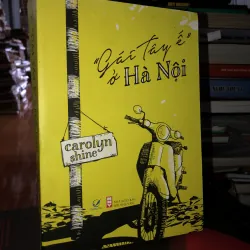 "Gái Tây ế"
ở Hà Nội
carolyn
shine